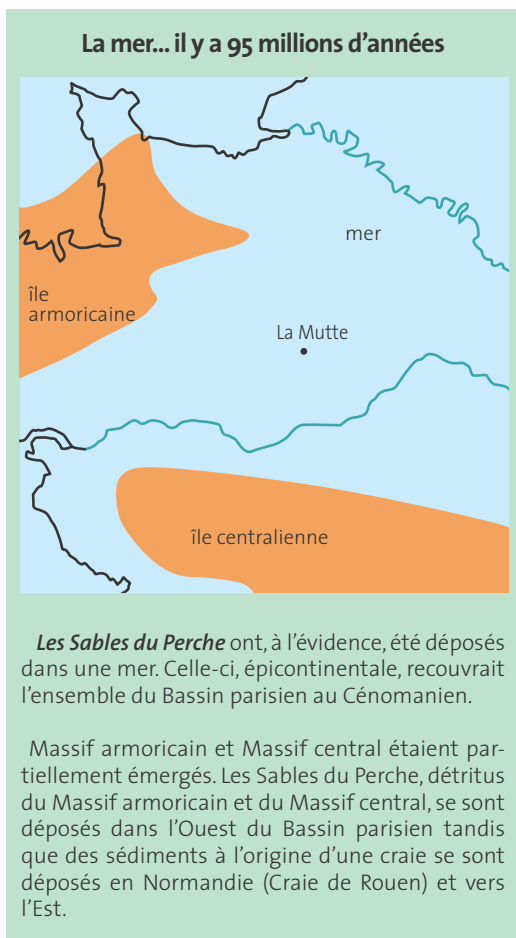 La mer... il y a 95 millions d'années
mer
île
armoricaine
La Mutte
île centralienne
Les Sables du Perche ont, à l'évidence, été déposés
dans une mer. Celle-ci, épicontinentale, recouvrait
l'ensemble du Bassin parisien au Cénomanien.
Massif armoricain et Massif central étaient par-
tiellement émergés. Les Sables du Perche, détritus
du Massif armoricain et du Massif central, se sont
déposés dans l'Ouest du Bassin parisien tandis
que des sédiments à l'origine d'une craie se sont
déposés en Normandie (Craie de Rouen) et vers
l'Est.